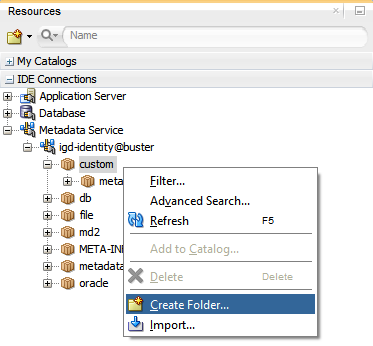 Resources
Name
My Catalogs
IDE Connections
Application Server
Database
Metadata Service
igd-identity@buster
custom
meta
Filter...
Advanced Search...
Refresh F5
Add to Catalog...
Delete Delete
Create Folder...
Import...
db
file
md2
META-INF
metadata
oracle